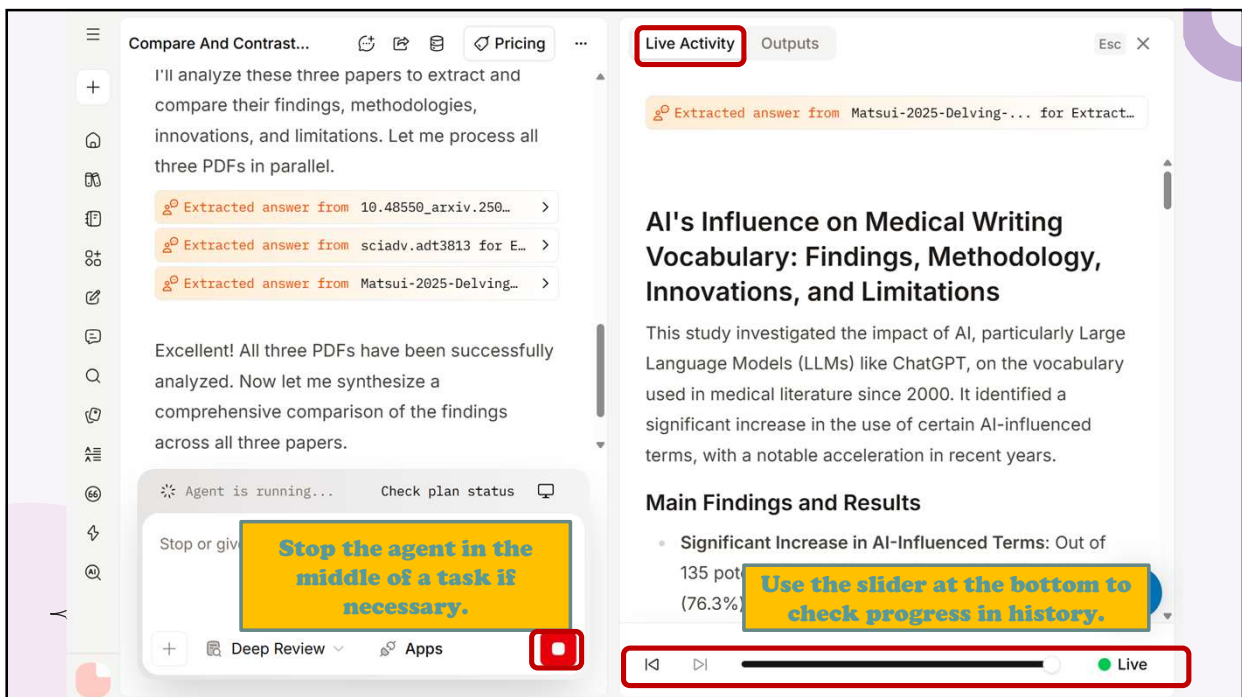 Compare And Contrast...
Pricing
I'll analyze these three papers to extract and
compare their findings, methodologies,
innovations, and limitations. Let me process all
three PDFs in parallel.
Extracted answer from 10.48550_arxiv.250…
Extracted answer from sciadv.adt3813 for E…
Extracted answer from Matsui-2025-Delving…
Excellent! All three PDFs have been successfully
analyzed. Now let me synthesize a
comprehensive comparison of the findings
across all three papers.
Agent is running... Check plan status
Stop or giv
Stop the agent in the
middle of a task if
necessary.
Deep Review
Apps
Live Activity
Outputs
Esc
Extracted answer from Matsui-2025-Delving-... for Extract…
AI's Influence on Medical Writing
Vocabulary: Findings, Methodology,
Innovations, and Limitations
This study investigated the impact of AI, particularly Large
Language Models (LLMs) like ChatGPT, on the vocabulary
used in medical literature since 2000. It identified a
significant increase in the use of certain AI-influenced
terms, with a notable acceleration in recent years.
Main Findings and Results
Significant Increase in AI-Influenced Terms: Out of
135 pot
(76.3%)
Use the slider at the bottom to
check progress in history.
Live